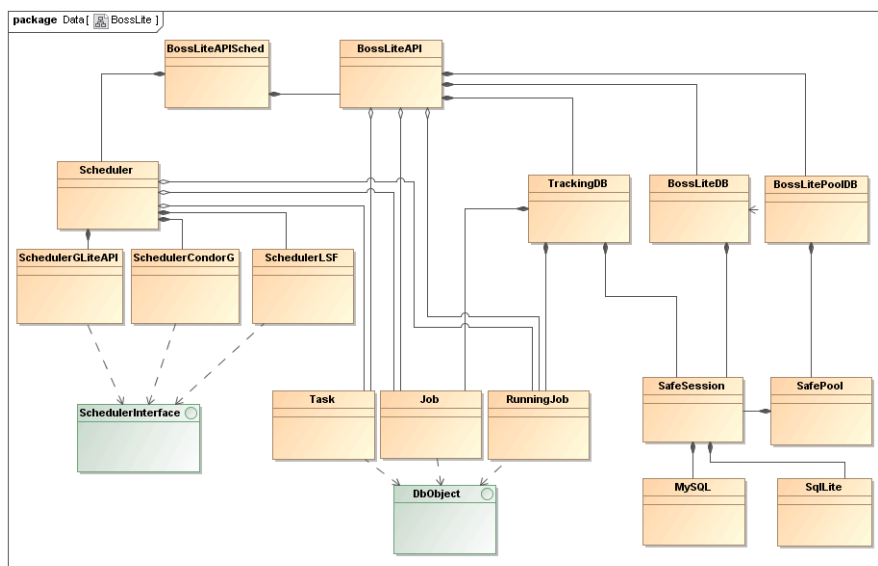 package Data[ BossLite ]
BossLiteAPISched
BossLiteAPI
Scheduler
TrackingDB
BossLiteDB
BossLitePoolDB
SchedulerGLiteAPI
SchedulerCondorG
SchedulerLSF
SchedulerInterface
Task
Job
RunningJob
SafeSession
SafePool
DbObject
MySQL
SqlLite